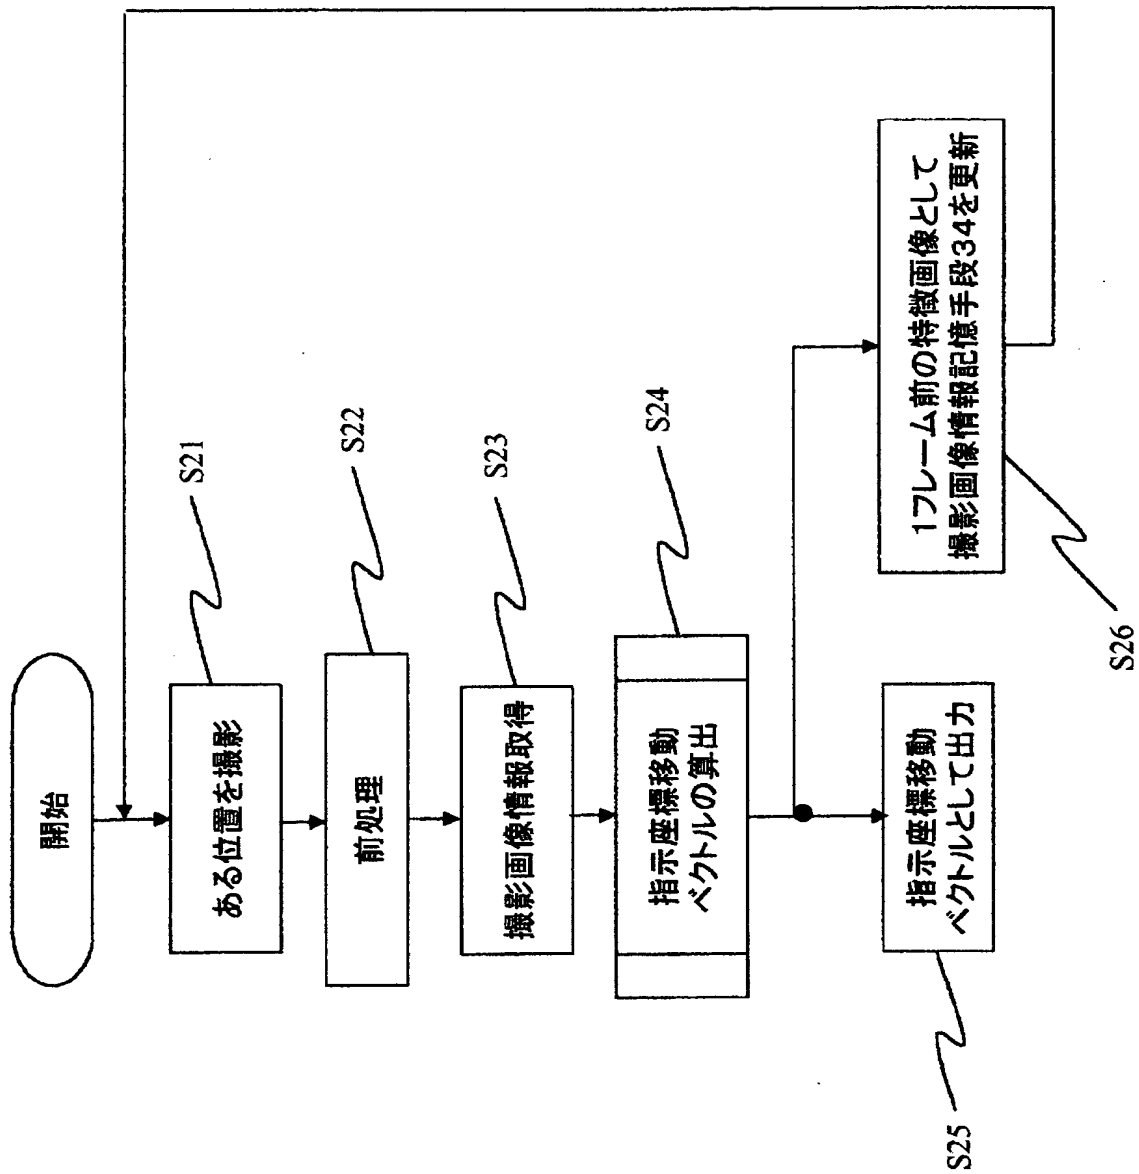 開始
ある位置を撮影
S21
前処理
S22
撮影画像情報取得
S23
指示座標移動
ベクトルの算出
S24
指示座標移動
ベクトルとして出力
S25
1フレーム前の特徴画像として
撮影画像情報記憶手段34を更新
S26